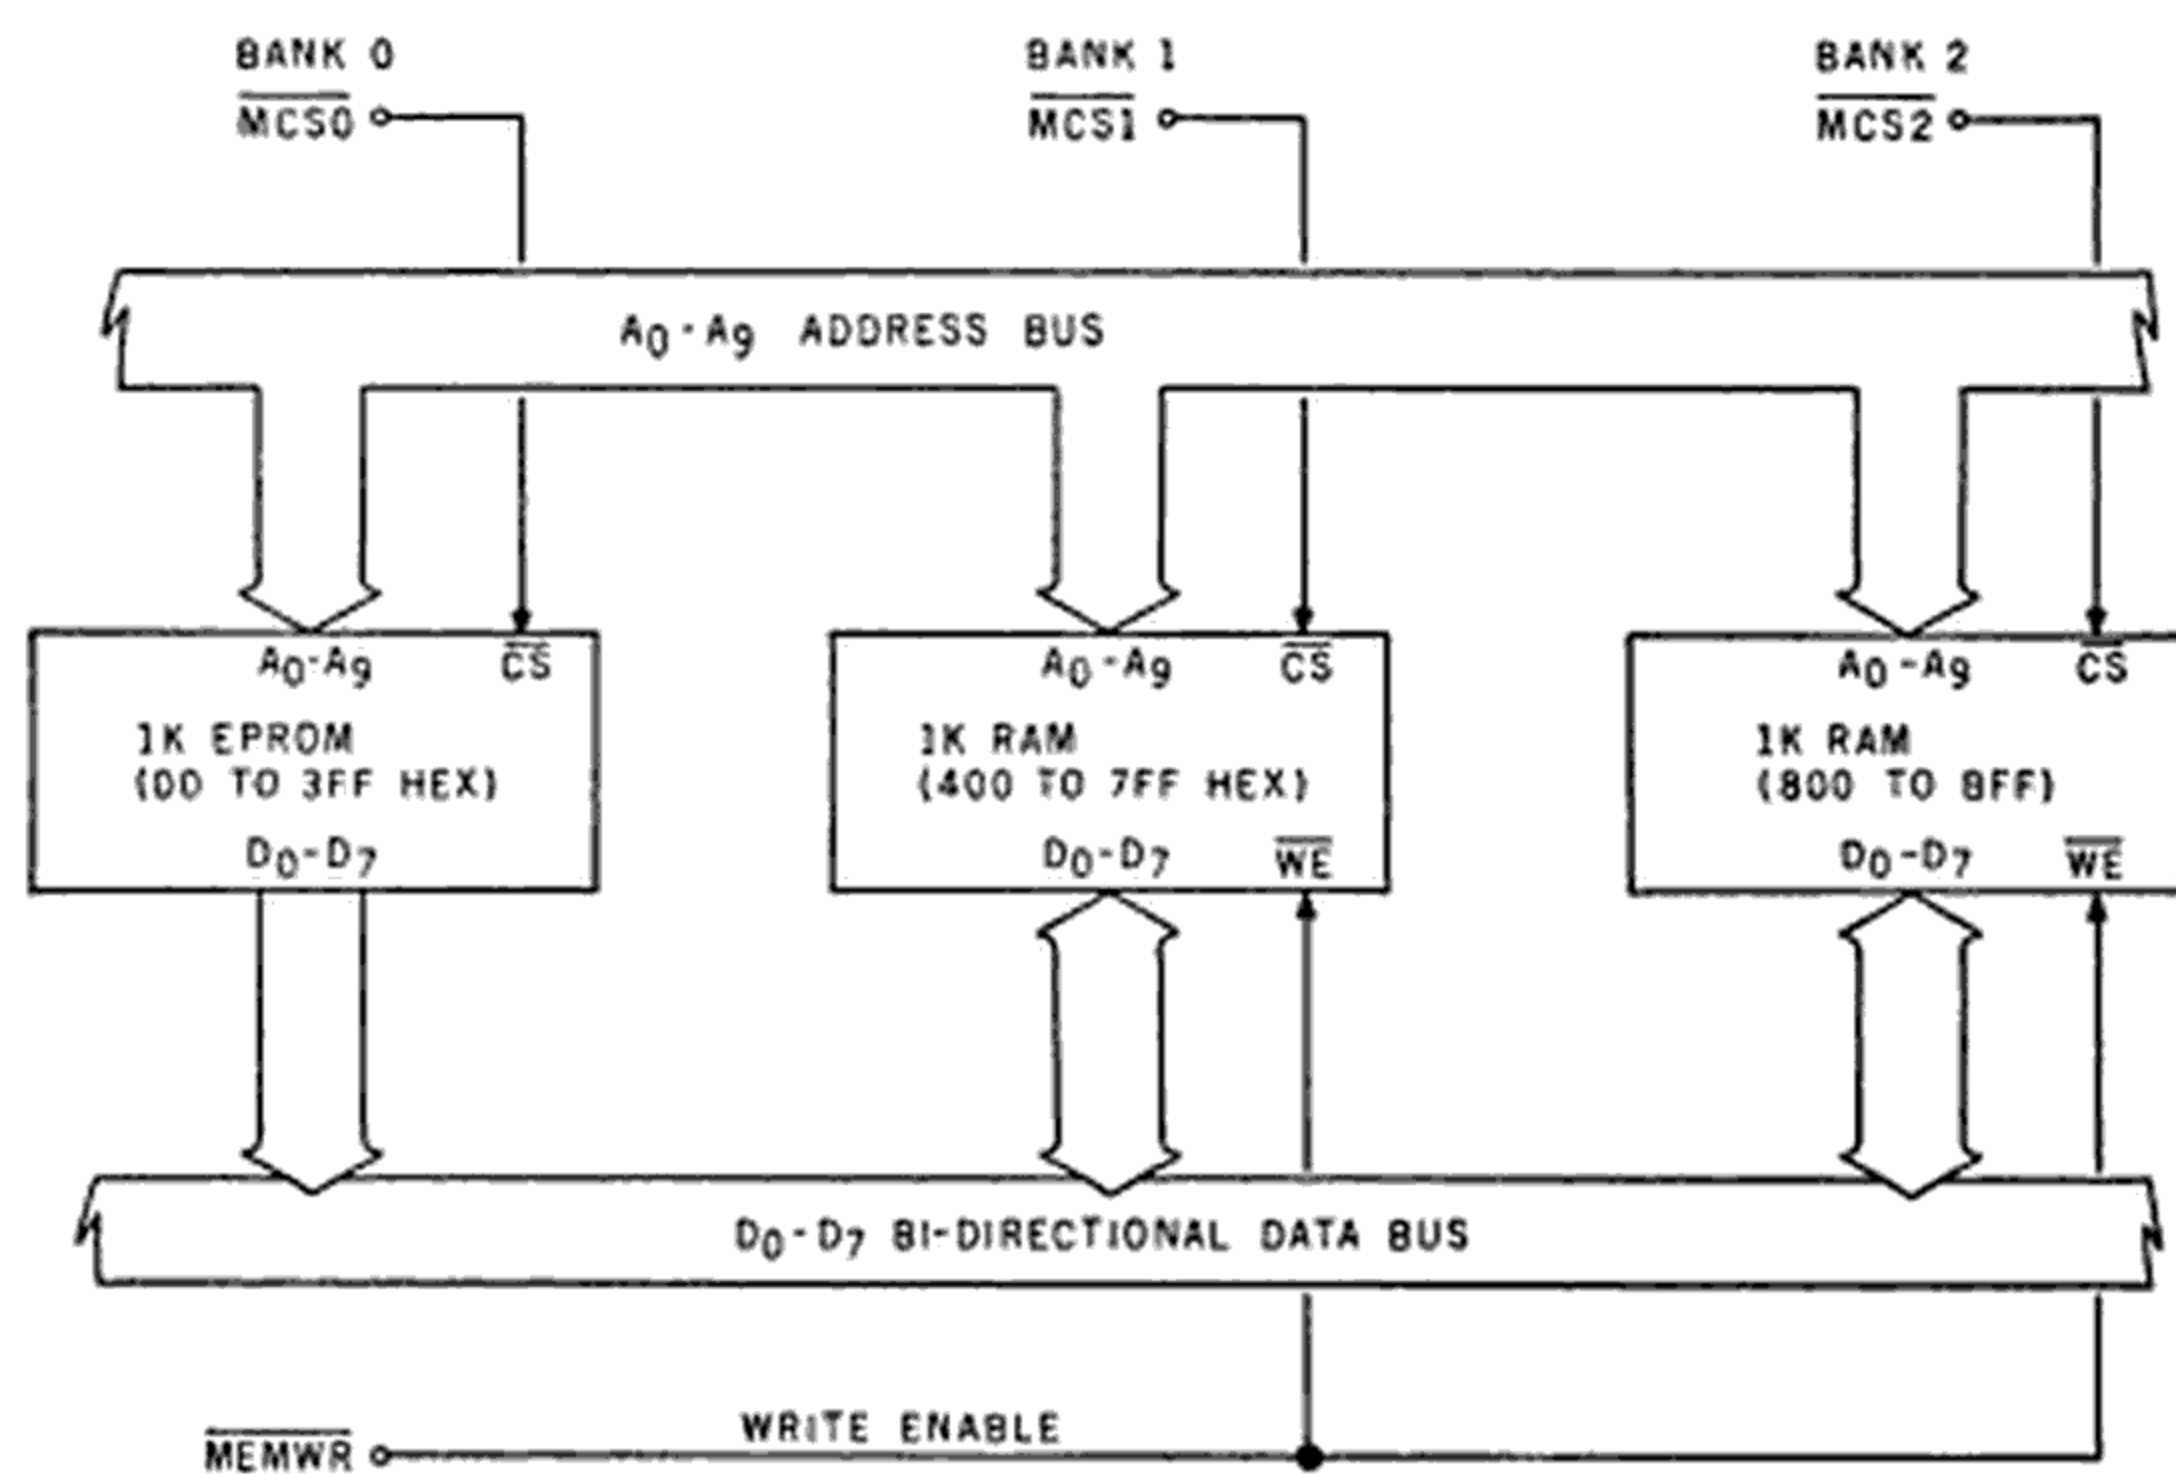 BANK 0
MCS0
BANK 1
MCS1
BANK 2
MCS2
A0-A9 ADDRESS BUS
A0-A9 CS
1K EPROM
(00 TO 3FF HEX)
D0-D7
A0-A9 CS
1K RAM
(400 TO 7FF HEX)
D0-D7 WE
A0-A9 CS
1K RAM
(800 TO 8FF)
D0-D7 WE
D0-D7 BI-DIRECTIONAL DATA BUS
WRITE ENABLE
MEMWR